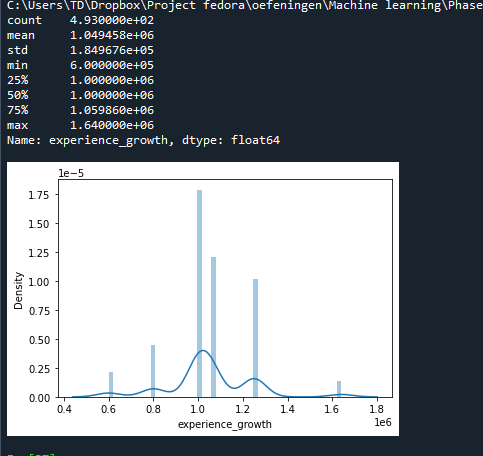 C:\Users\TD\Dropbox\Project fedora\oefeningen\Machine learning\Phase
count 4.930000e+02
mean 1.049458e+06
std 1.849676e+05
min 6.000000e+05
25% 1.000000e+06
50% 1.000000e+06
75% 1.059860e+06
max 1.640000e+06
Name: experience_growth, dtype: float64
1e-5
1.75
1.50
1.25
1.00
0.75
0.50
0.25
0.00
Density
0.4 0.6 0.8 1.0 1.2 1.4 1.6 1.8
1e6
experience_growth